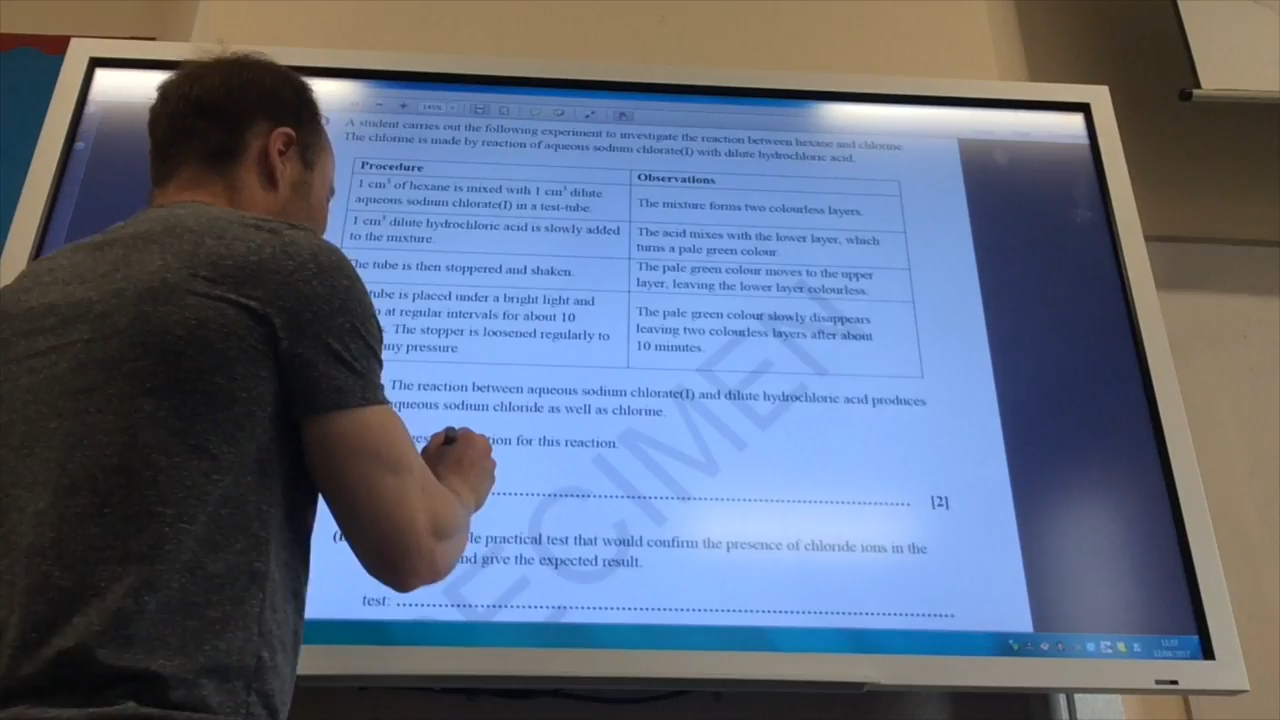 145%
A student carries out the following experiment to investigate the reaction between hexane and chlorine
The chlorine is made by reaction of aqueous sodium chlorate(I) with dilute hydrochloric acid.
Procedure
Observations
1 cm³ of hexane is mixed with 1 cm³ dilute
aqueous sodium chlorate(I) in a test-tube.
The mixture forms two colourless layers.
1 cm³ dilute hydrochloric acid is slowly added
to the mixture.
The acid mixes with the lower layer, which
turns a pale green colour.
The tube is then stoppered and shaken.
The pale green colour moves to the upper
layer, leaving the lower layer colourless.
tube is placed under a bright light and
at regular intervals for about 10
The stopper is loosened regularly to
any pressure
The pale green colour slowly disappears
leaving two colourless layers after about
10 minutes.
The reaction between aqueous sodium chlorate(I) and dilute hydrochloric acid produces
aqueous sodium chloride as well as chlorine.
for this reaction.
[2]
practical test that would confirm the presence of chloride ions in the
and give the expected result.
test:
SPECIMEN